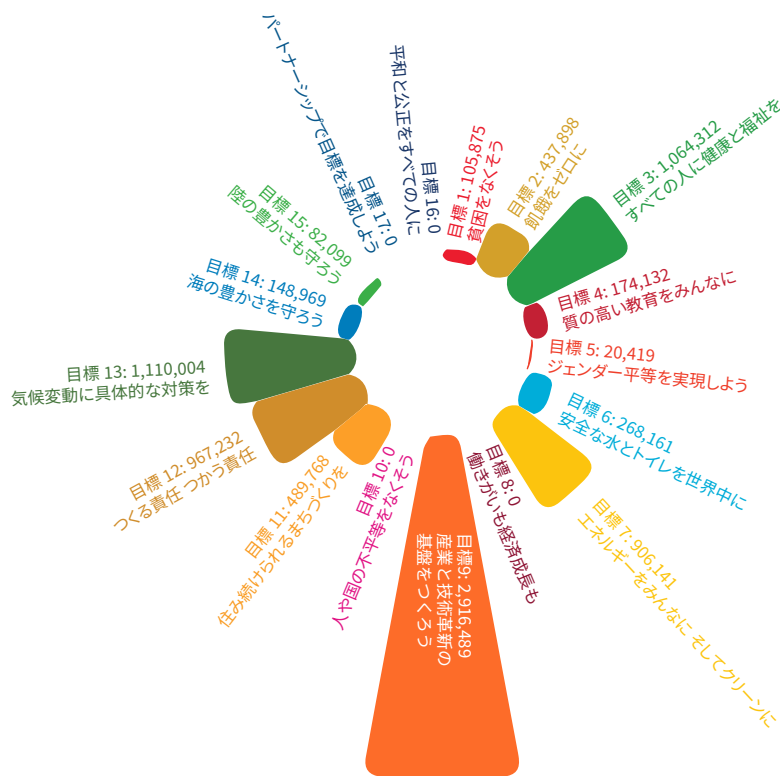 目標 1: 105,875
貧困をなくそう
目標 2: 437,898
飢餓をゼロに
目標 3: 1,064,312
すべての人に健康と福祉を
目標 4: 174,132
質の高い教育をみんなに
目標 5: 20,419
ジェンダー平等を実現しよう
目標 6: 268,161
安全な水とトイレを世界中に
目標 7: 906,141
エネルギーをみんなに そしてクリーンに
目標 8: 0
働きがいも経済成長も
目標9: 2,916,489
産業と技術革新の
基盤をつくろう
目標 10: 0
人や国の不平等をなくそう
目標 11: 489,768
住み続けられるまちづくりを
目標 12: 967,232
つくる責任 つかう責任
目標 13: 1,110,004
気候変動に具体的な対策を
目標 14: 148,969
海の豊かさを守ろう
目標 15: 82,099
陸の豊かさも守ろう
目標 17: 0
パートナーシップで目標を達成しよう
目標 16: 0
平和と公正をすべての人に